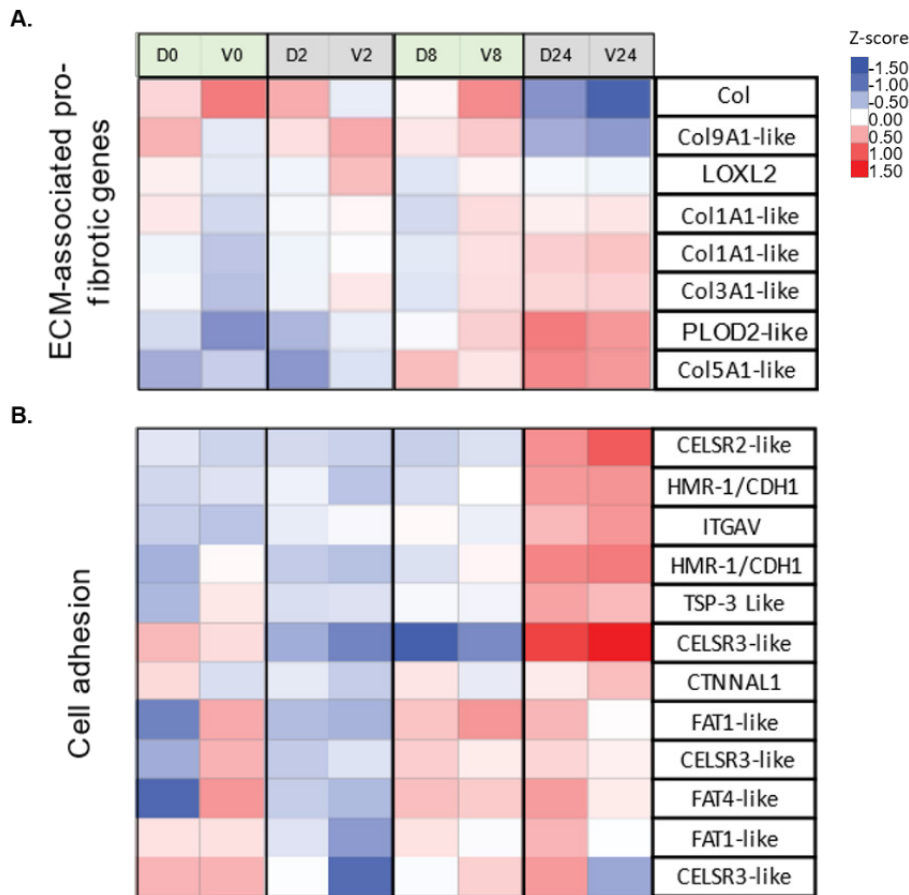 A.
D0 V0 D2 V2 D8 V8 D24 V24
Z-score
-1.50
-1.00
-0.50
0.00
0.50
1.00
1.50
ECM-associated pro-
fibrotic genes
Col
Col9A1-like
LOXL2
Col1A1-like
Col1A1-like
Col3A1-like
PLOD2-like
Col5A1-like
B.
Cell adhesion
CELSR2-like
HMR-1/CDH1
ITGAV
HMR-1/CDH1
TSP-3 Like
CELSR3-like
CTNNAL1
FAT1-like
CELSR3-like
FAT4-like
FAT1-like
CELSR3-like